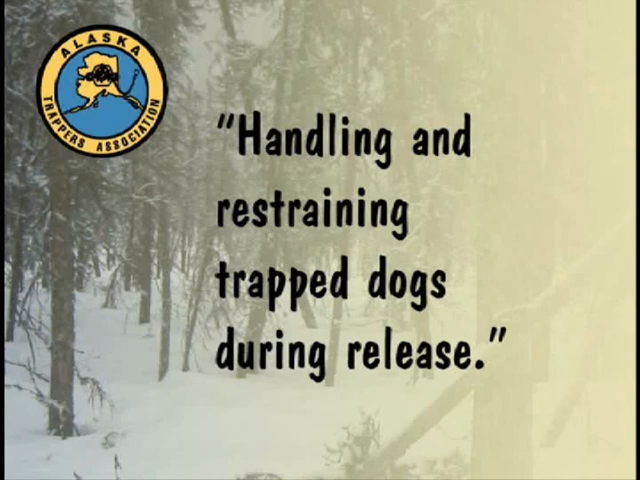 ALASKA
TRAPPERS ASSOCIATION
"Handling and
restraining
trapped dogs
during release."